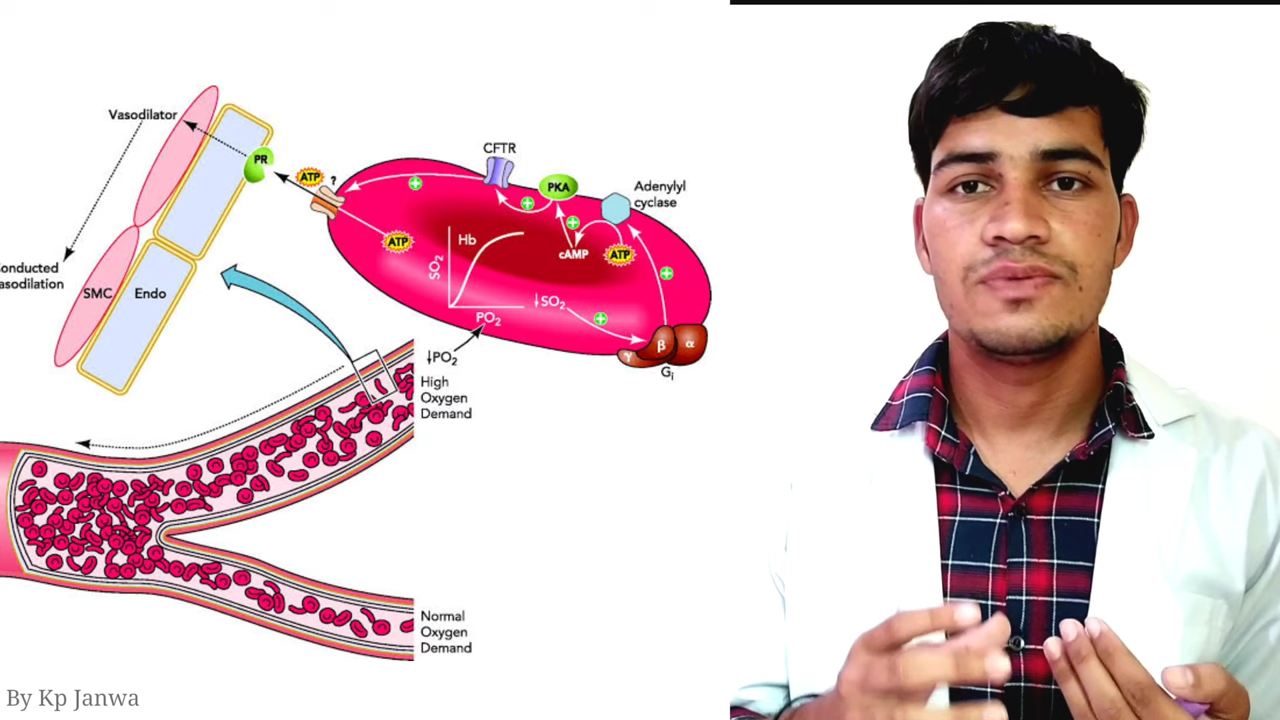 Vasodilator
PR
ATP
?
CFTR
PKA
Adenylyl
cyclase
ATP
Hb
cAMP
ATP
SO2
↓SO2
PO2
↓PO2
γ
β
α
Gi
onducted
asodilation
SMC
Endo
High
Oxygen
Demand
Normal
Oxygen
Demand
By Kp Janwa